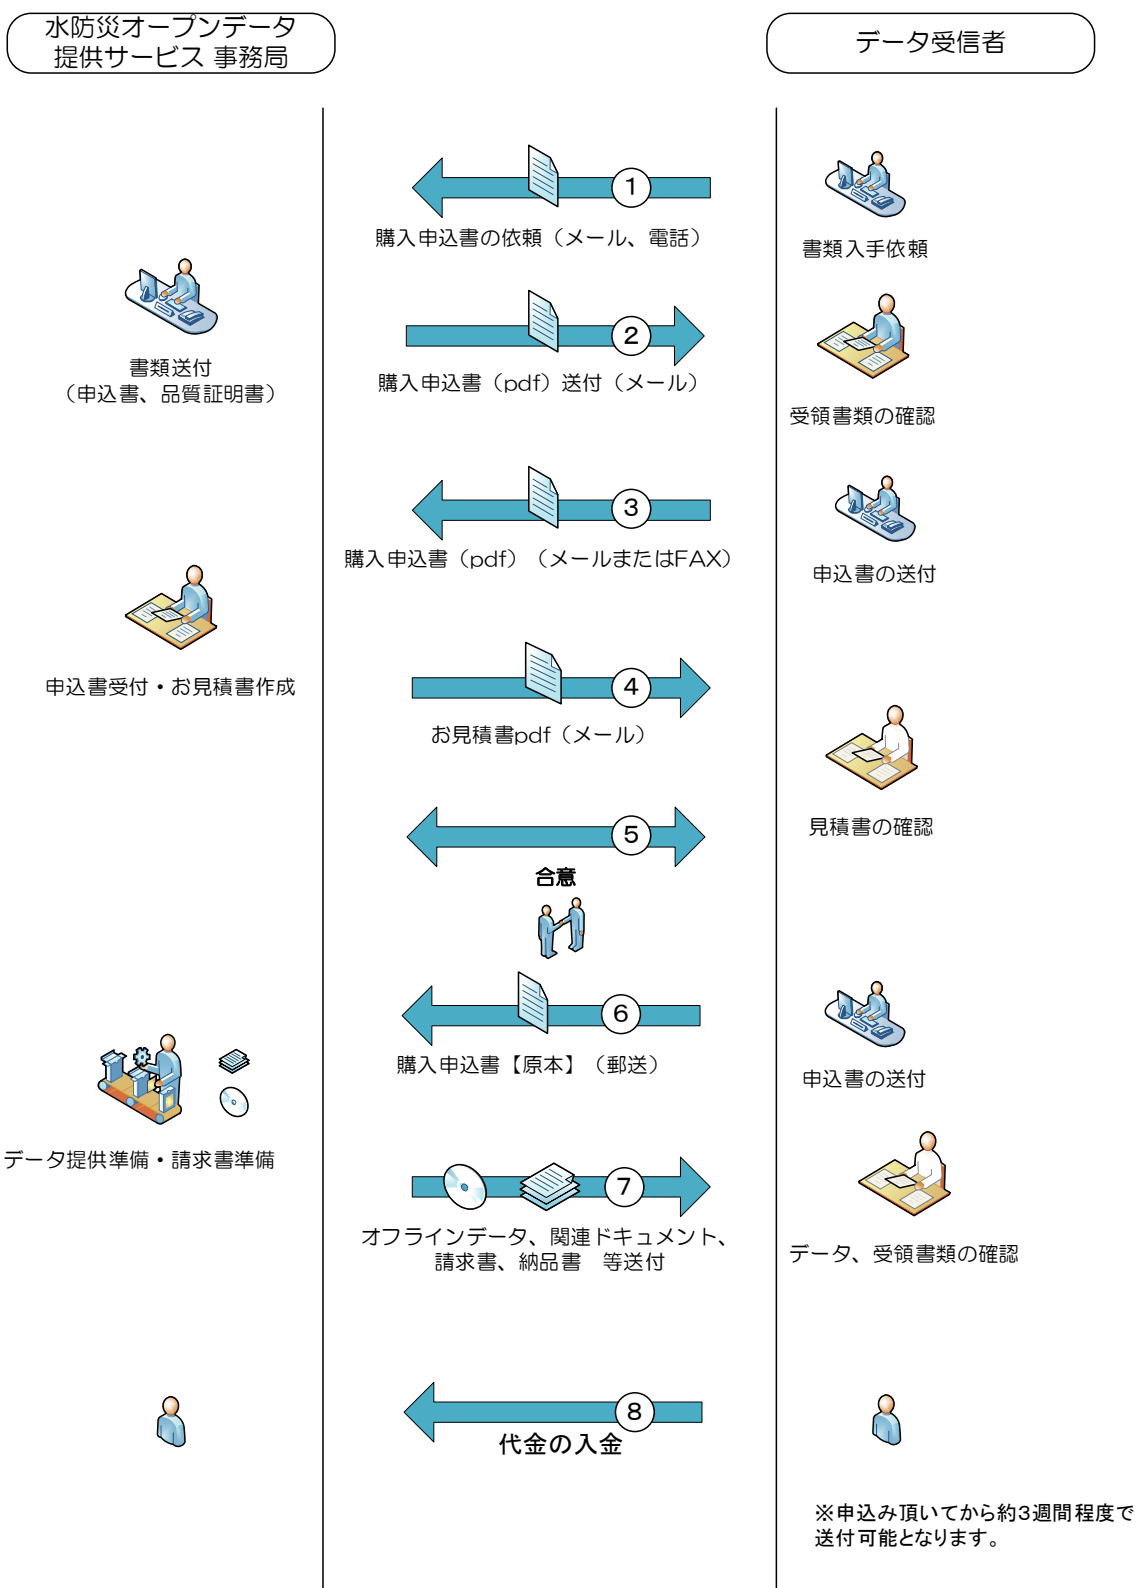 水防災オープンデータ
提供サービス 事務局
データ受信者
1
購入申込書の依頼（メール、電話）
書類入手依頼
書類送付
（申込書、品質証明書）
2
購入申込書（pdf）送付（メール）
受領書類の確認
3
購入申込書（pdf）（メールまたはFAX）
申込書の送付
申込書受付・お見積書作成
4
お見積書pdf（メール）
見積書の確認
5
合意
6
購入申込書【原本】（郵送）
申込書の送付
データ提供準備・請求書準備
7
オフラインデータ、関連ドキュメント、
請求書、納品書　等送付
データ、受領書類の確認
8
代金の入金
※申込み頂いてから約3週間程度で
送付可能となります。